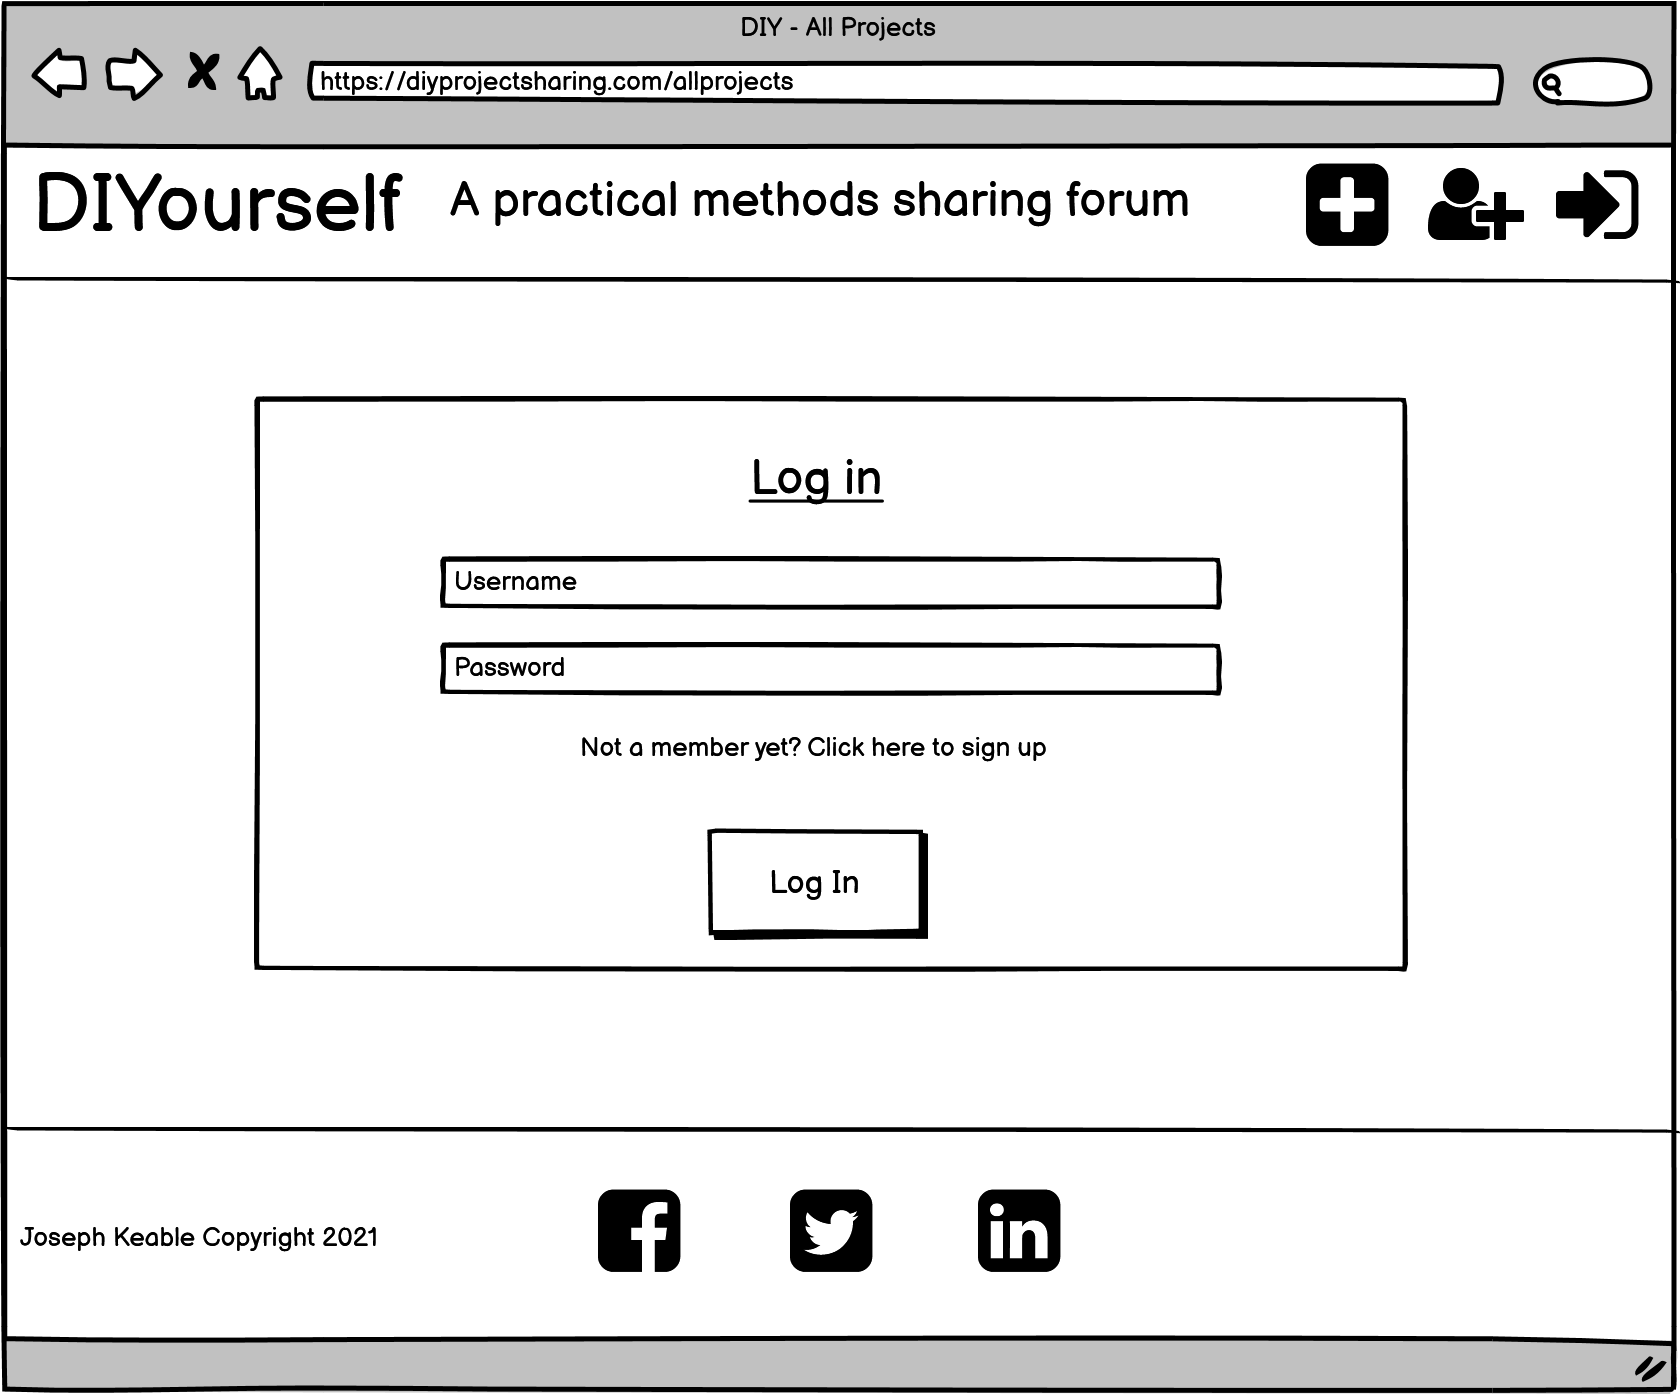 DIY - All Projects
https://diyprojectsharing.com/allprojects
DIYourself
A practical methods sharing forum
Log in
Username
Password
Not a member yet? Click here to sign up
Log In
Joseph Keable Copyright 2021